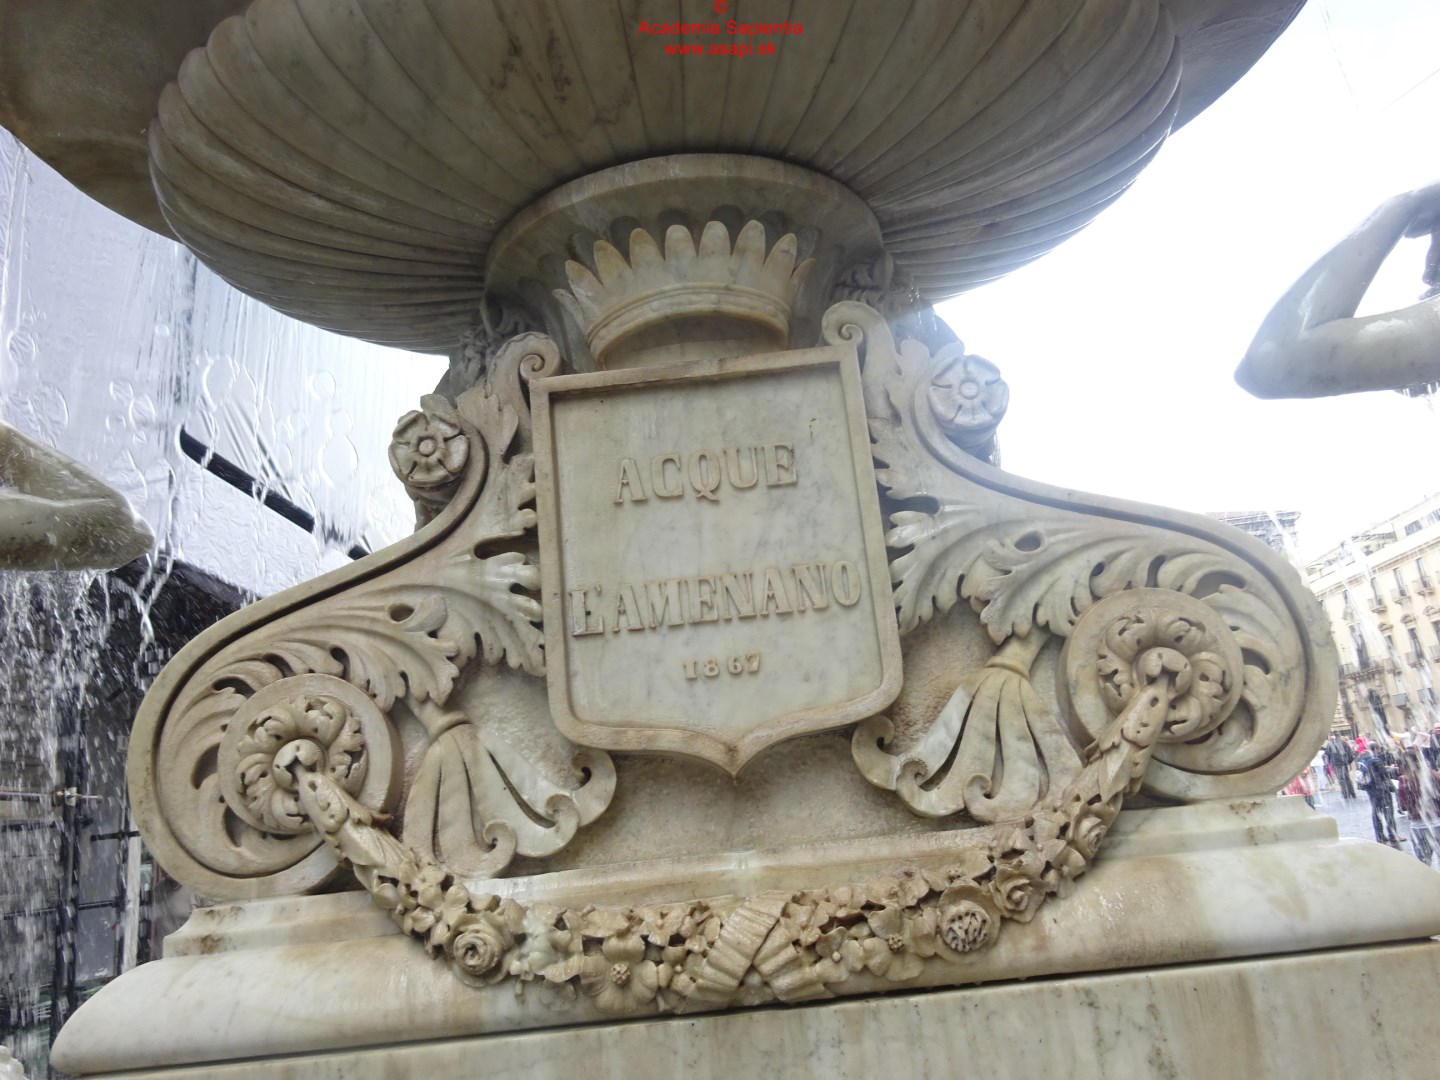 ©
Academia Sapientia
www.asapi.sk
ACQUE
L'AMENANO
1867